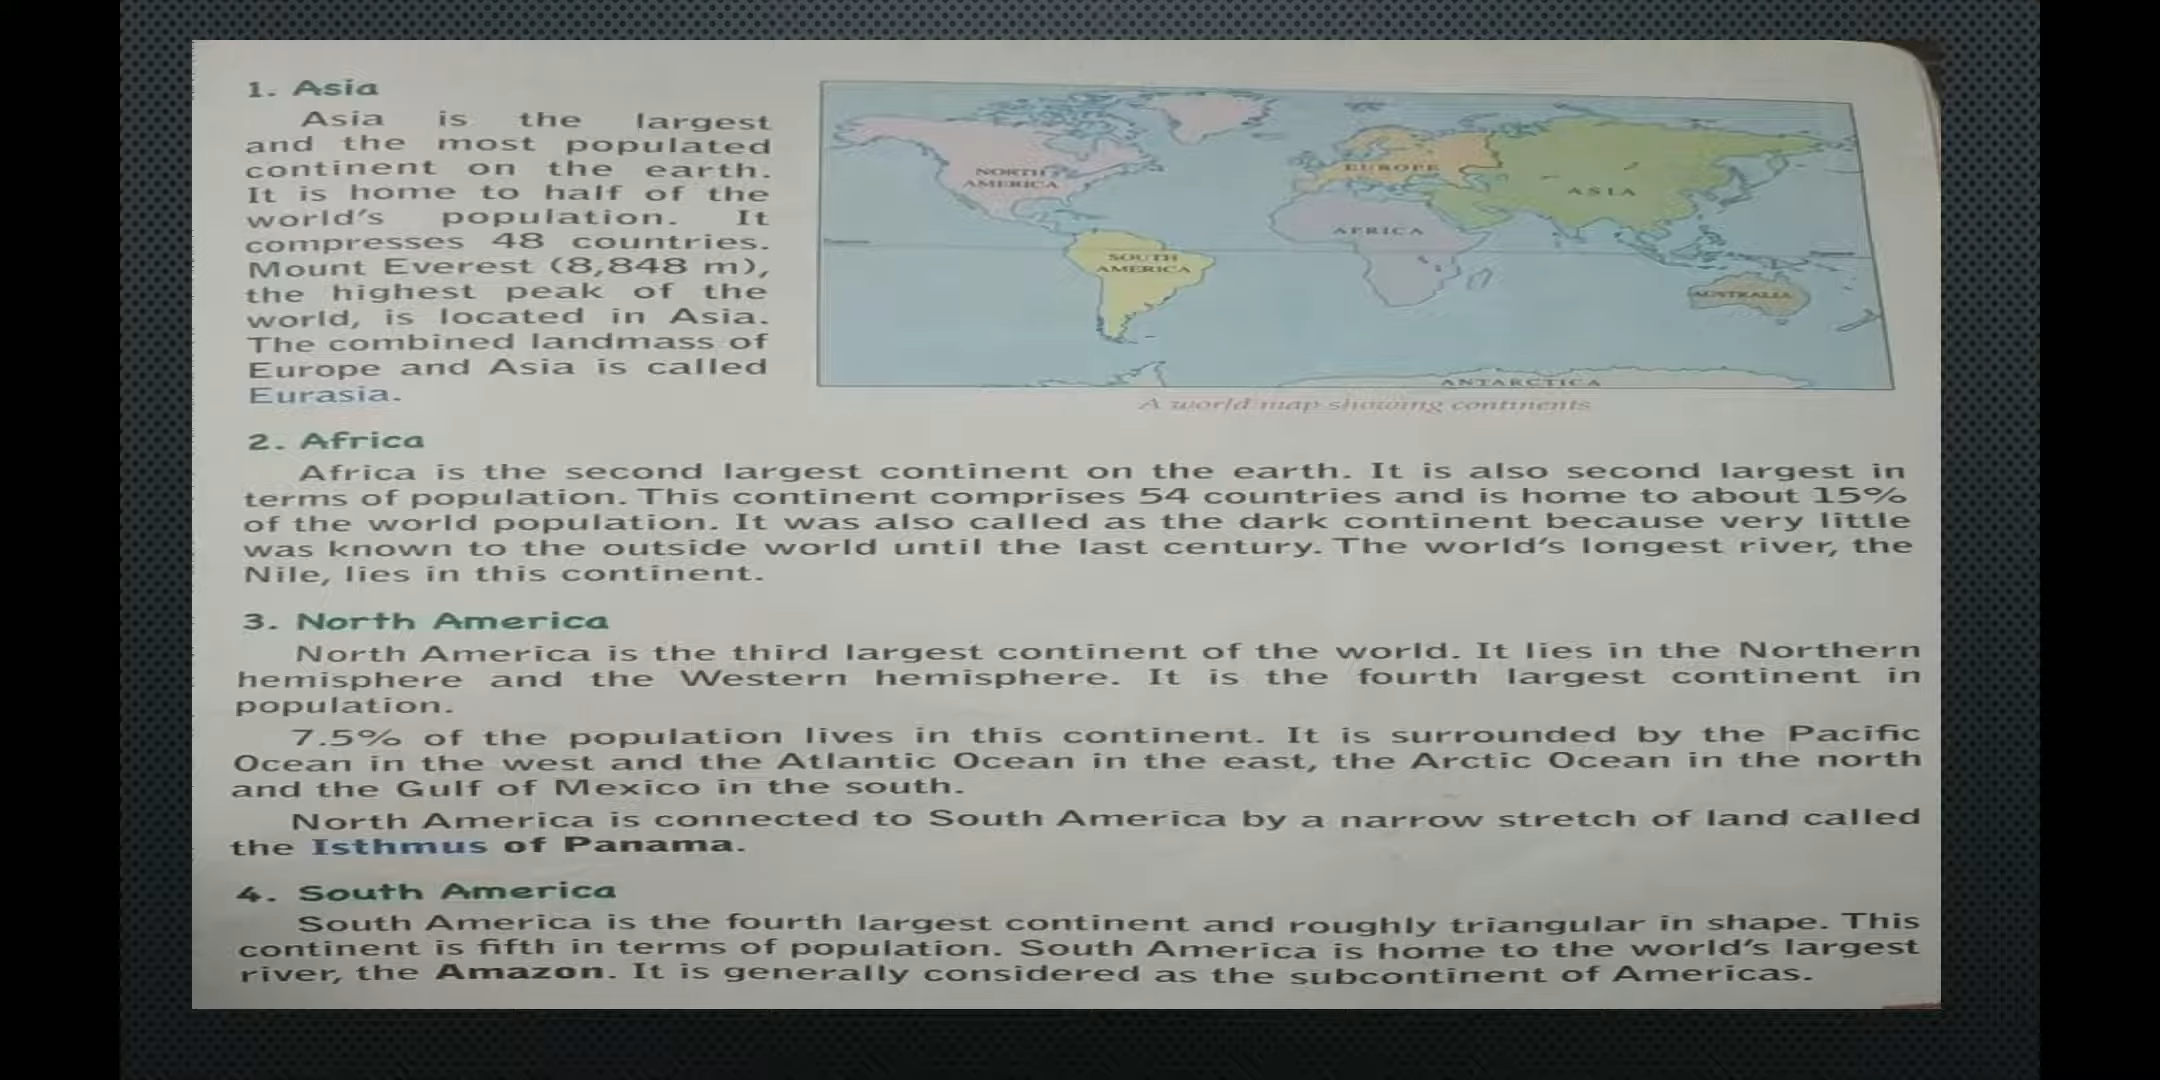 1. Asia
Asia is the largest
and the most populated
continent on the earth.
It is home to half of the
world's population. It
compresses 48 countries.
Mount Everest (8,848 m),
the highest peak of the
world, is located in Asia.
The combined landmass of
Europe and Asia is called
Eurasia.
NORTH
AMERICA
EUROPE
ASIA
AFRICA
SOUTH
AMERICA
AUSTRALIA
ANTARCTICA
A world map showing continents
2. Africa
Africa is the second largest continent on the earth. It is also second largest in
terms of population. This continent comprises 54 countries and is home to about 15%
of the world population. It was also called as the dark continent because very little
was known to the outside world until the last century. The world's longest river, the
Nile, lies in this continent.
3. North America
North America is the third largest continent of the world. It lies in the Northern
hemisphere and the Western hemisphere. It is the fourth largest continent in
population.
7.5% of the population lives in this continent. It is surrounded by the Pacific
Ocean in the west and the Atlantic Ocean in the east, the Arctic Ocean in the north
and the Gulf of Mexico in the south.
North America is connected to South America by a narrow stretch of land called
the Isthmus of Panama.
4. South America
South America is the fourth largest continent and roughly triangular in shape. This
continent is fifth in terms of population. South America is home to the world's largest
river, the Amazon. It is generally considered as the subcontinent of Americas.